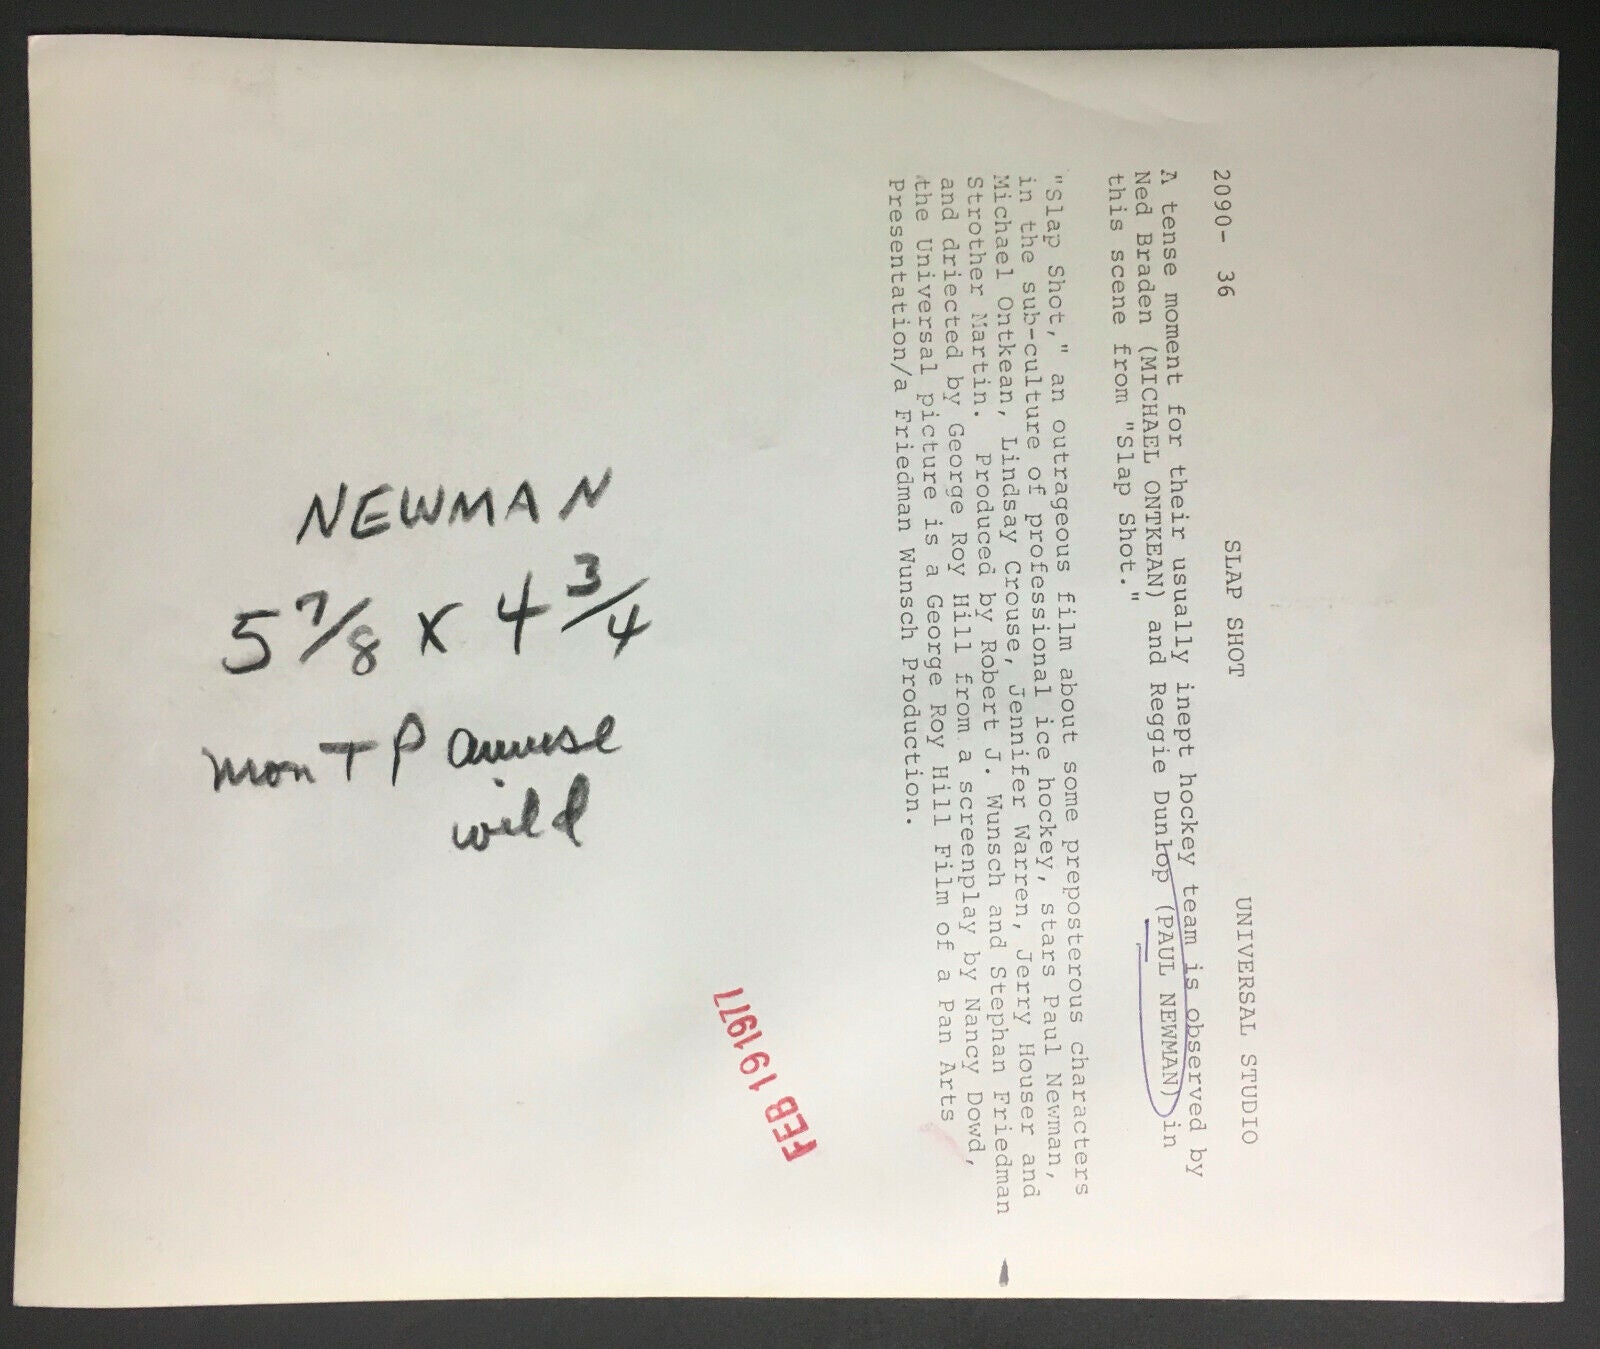 2090- 36 SLAP SHOT UNIVERSAL STUDIO
A tense moment for their usually inept hockey team is observed by
Ned Braden (MICHAEL ONTKEAN) and Reggie Dunlop (PAUL NEWMAN) in
this scene from "Slap Shot."
"Slap Shot," an outrageous film about some preposterous characters
in the sub-culture of professional ice hockey, stars Paul Newman,
Michael Ontkean, Lindsay Crouse, Jennifer Warren, Jerry Houser and
Strother Martin. Produced by Robert J. Wunsch and Stephan Friedman
and driected by George Roy Hill from a screenplay by Nancy Dowd,
the Universal picture is a George Roy Hill Film of a Pan Arts
Presentation/a Friedman Wunsch Production.
NEWMAN
5 7/8 x 4 3/4
mon T P amuse
wild
FEB 19 1977